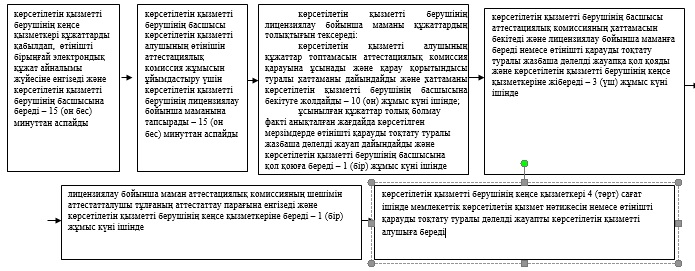 көрсетілетін қызметті
берушінің кеңсе
қызметкері құжаттарды
қабылдап, өтінішті
бірыңғай электрондық
құжат айналымы
жүйесіне енгізеді және
көрсетілетін қызметті
берушінің басшысына
береді – 15 (он бес)
минуттан аспайды
көрсетілетін қызметті
берушінің басшысы
көрсетілетін қызметті
алушының өтінішін
аттестациялық
комиссия жұмысын
ұйымдастыру үшін
көрсетілетін қызметті
берушінің лицензиялау
бойынша маманына
тапсырады – 15 (он
бес) минуттан аспайды
көрсетілетін қызметті берушінің
лицензиялау бойынша маманы құжаттардың
толықтығын тексереді:
көрсетілетін қызметті алушының
құжаттар топтамасын аттестациялық комиссия
қарауына ұсынады және қарау қорытындысы
туралы хаттаманы дайындайды және хаттаманы
көрсетілетін қызметті берушінің басшысына
бекітуге жолдайды – 10 (он) жұмыс күні ішінде;
ұсынылған құжаттар толық болмау
факті анықталған жағдайда көрсетілген
мерзімдерде өтінішті қарауды тоқтату туралы
жазбаша дәлелді жауап дайындайды және
көрсетілетін қызметті берушінің басшысына
қол қоюға береді – 1 (бір) жұмыс күні ішінде
көрсетілетін қызметті берушінің басшысы
аттестациялық комиссияның хаттамасын
бекітеді және лицензиялау бойынша маманға
береді немесе өтінішті қарауды тоқтату
туралы жазбаша дәлелді жауапқа қол қояды
және көрсетілетін қызметті берушінің кеңсе
қызметкеріне жібереді – 3 (үш) жұмыс күні
ішінде
лицензиялау бойынша маман аттестациялық комиссияның шешімін
аттестатталушы тұлғаның аттестаттау парағына енгізеді және
көрсетілетін қызметті берушінің кеңсе қызметкеріне береді – 1 (бір)
жұмыс күні ішінде
көрсетілетін қызметті берушінің кеңсе қызметкері 4 (төрт) сағат
ішінде мемлекеттік көрсетілетін қызмет нәтижесін немесе өтінішті
қарауды тоқтату туралы дәлелді жауапты көрсетілетін қызметті
алушыға береді